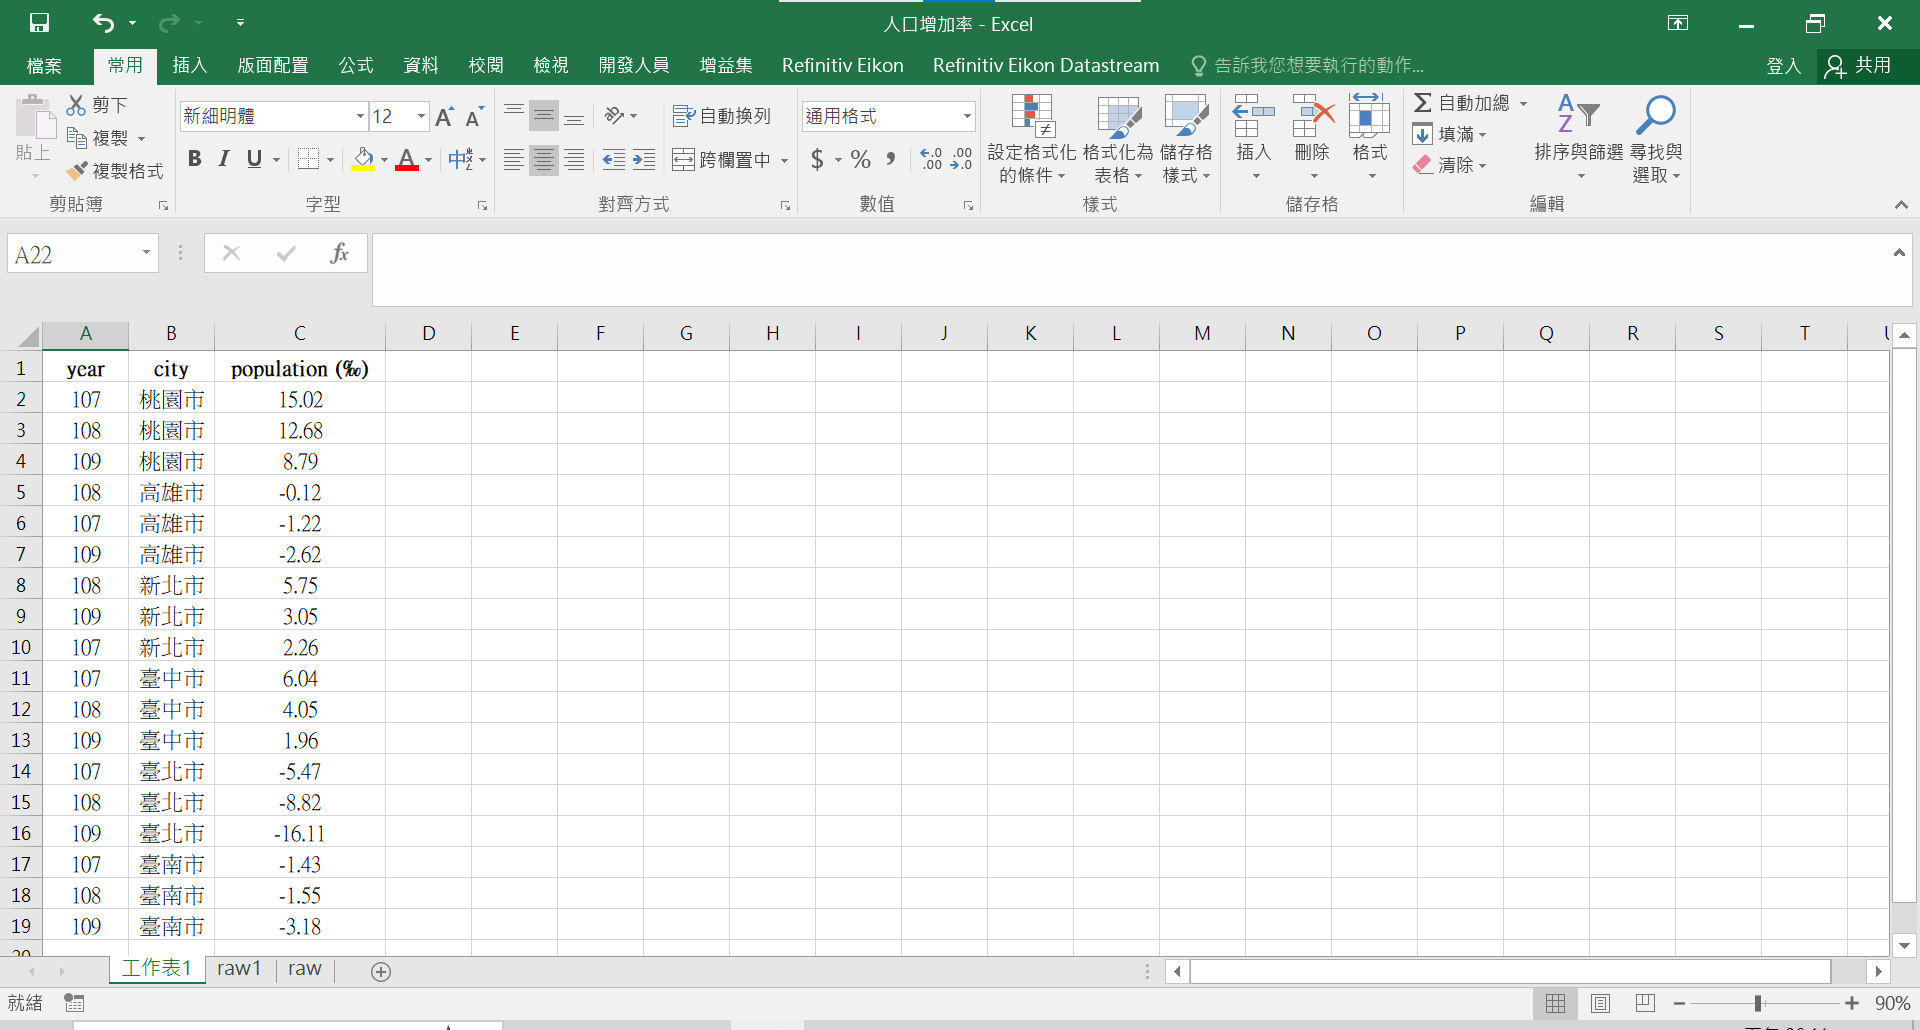 人口增加率 - Excel
檔案 常用 插入 版面配置 公式 資料 校閱 檢視 開發人員 增益集 Refinitiv Eikon Refinitiv Eikon Datastream 告訴我您想要執行的動作... 登入 共用
貼上 剪下 複製 複製格式 剪貼簿
新細明體 12 A A
B I U A 中 字型
自動換列
跨欄置中 對齊方式
通用格式
$ % , 數值
設定格式化的條件 格式化為表格 儲存格樣式 樣式
插入 刪除 格式 儲存格
自動加總 填滿 清除 排序與篩選 尋找與選取 編輯
A22 fx
A B C D E F G H I J K L M N O P Q R S T U
1 year city population (‰)
2 107 桃園市 15.02
3 108 桃園市 12.68
4 109 桃園市 8.79
5 108 高雄市 -0.12
6 107 高雄市 -1.22
7 109 高雄市 -2.62
8 108 新北市 5.75
9 109 新北市 3.05
10 107 新北市 2.26
11 107 臺中市 6.04
12 108 臺中市 4.05
13 109 臺中市 1.96
14 107 臺北市 -5.47
15 108 臺北市 -8.82
16 109 臺北市 -16.11
17 107 臺南市 -1.43
18 108 臺南市 -1.55
19 109 臺南市 -3.18
20
工作表1 raw1 raw
就緒 90%